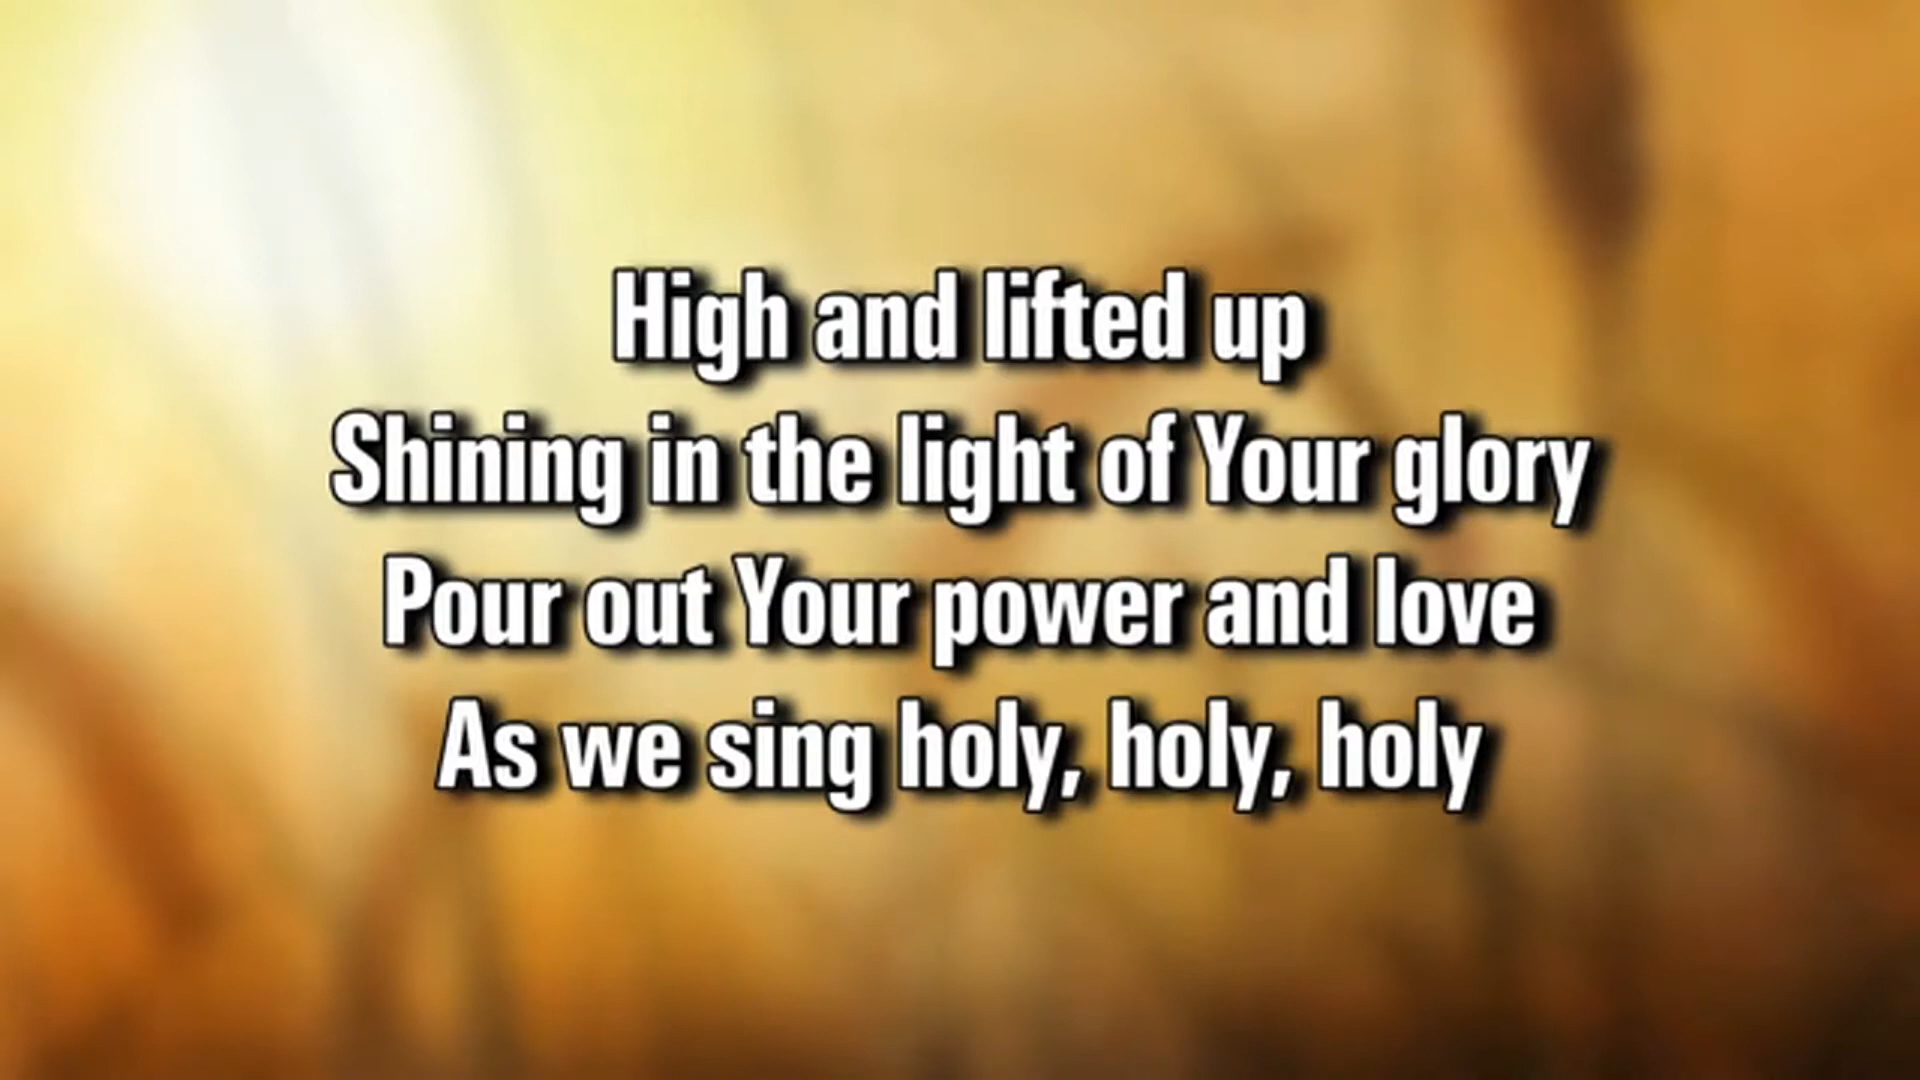 High and lifted up
Shining in the light of Your glory
Pour out Your power and love
As we sing holy, holy, holy